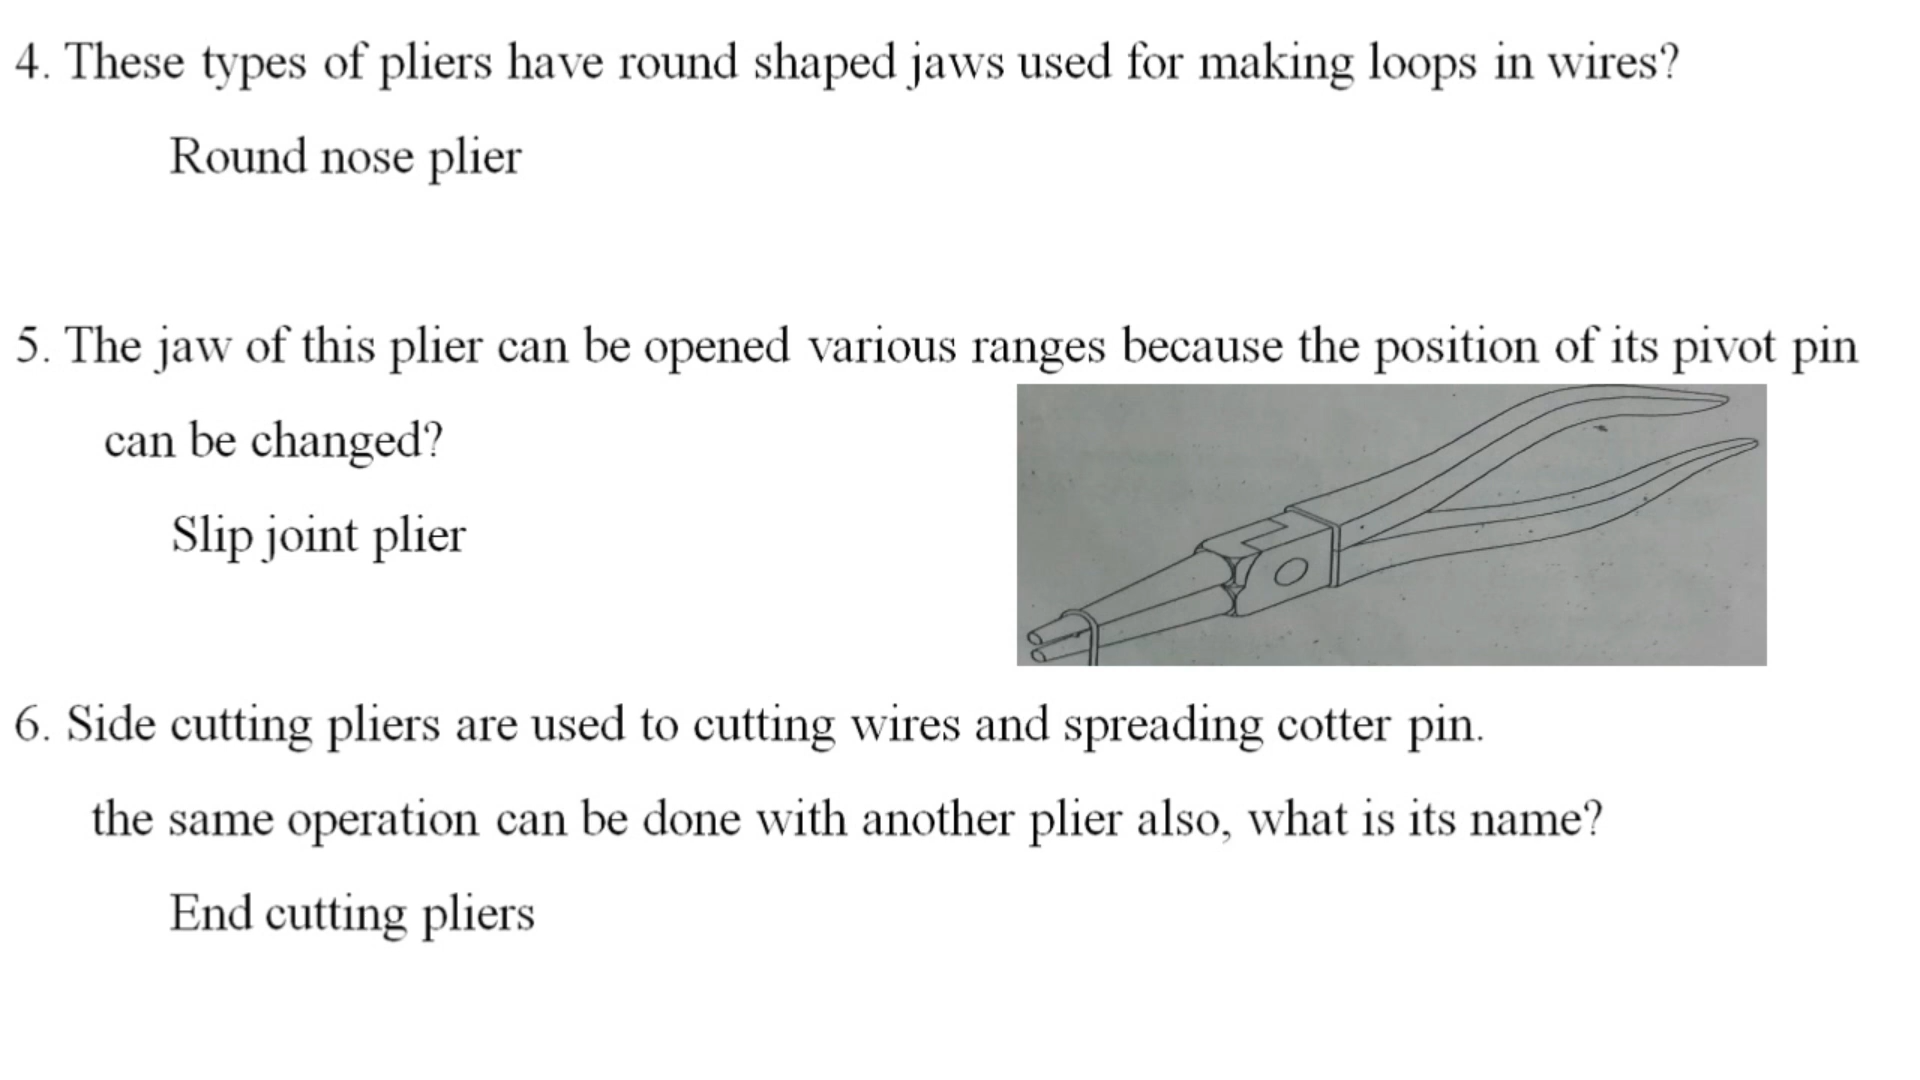 4. These types of pliers have round shaped jaws used for making loops in wires?
Round nose plier
5. The jaw of this plier can be opened various ranges because the position of its pivot pin
can be changed?
Slip joint plier
6. Side cutting pliers are used to cutting wires and spreading cotter pin.
the same operation can be done with another plier also, what is its name?
End cutting pliers